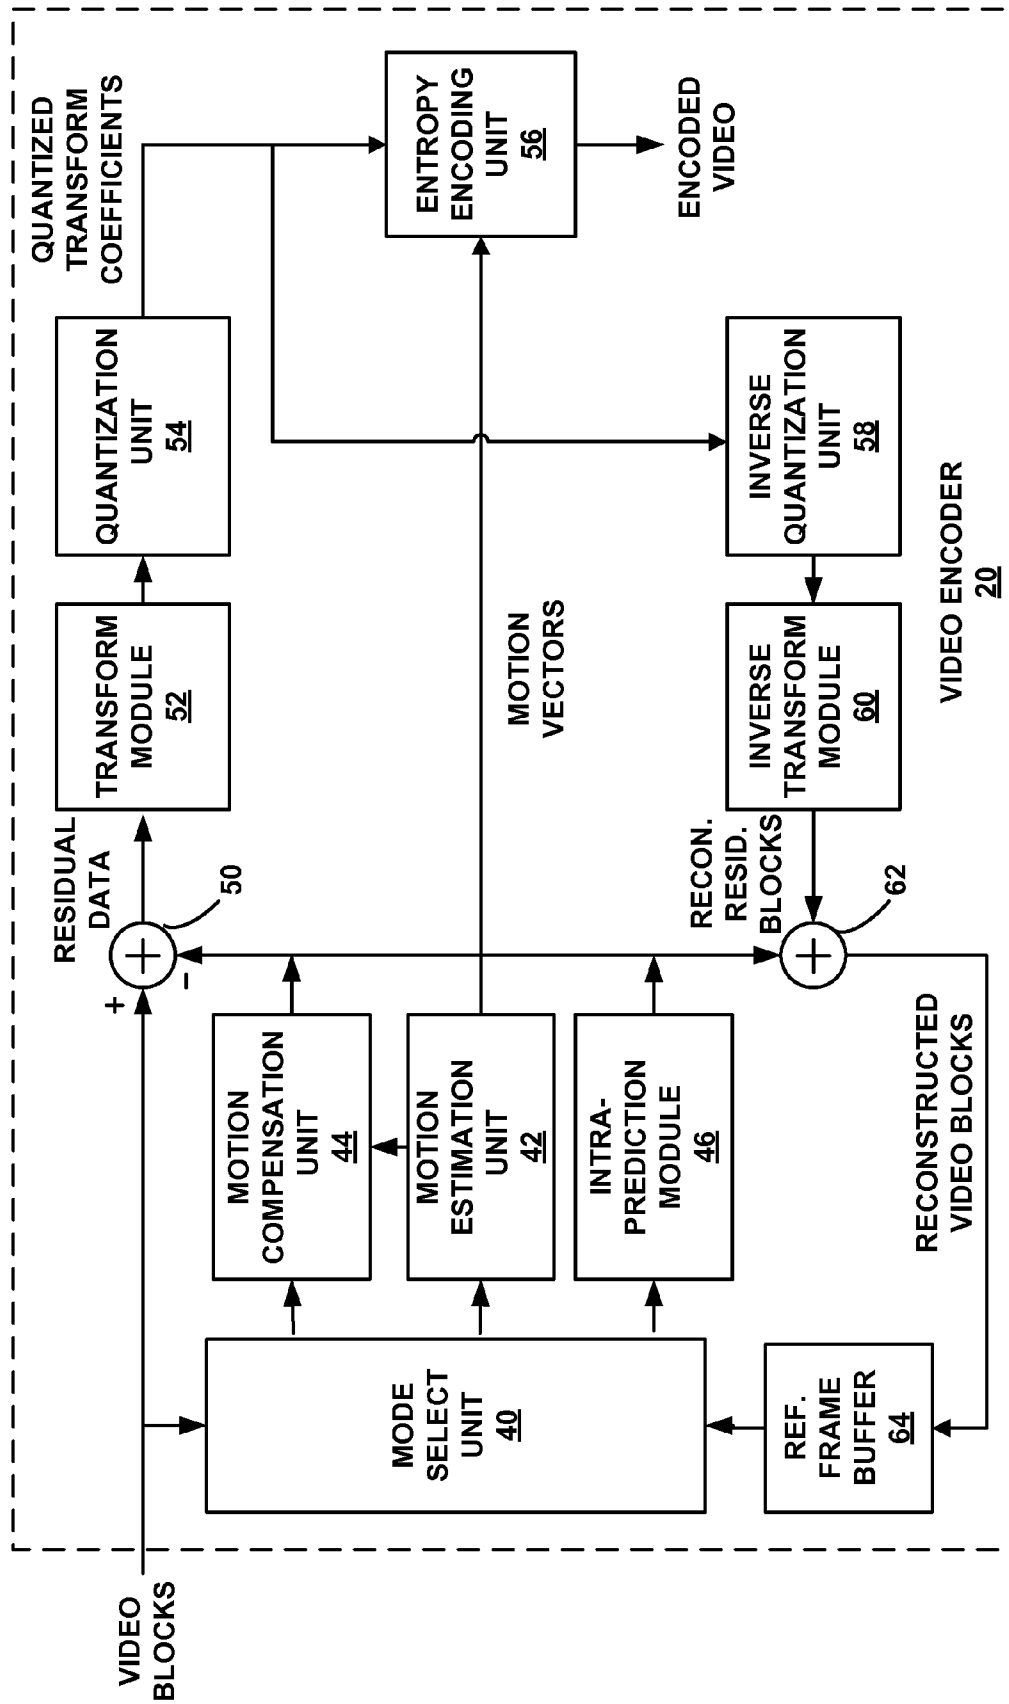 VIDEO
BLOCKS
MODE
SELECT
UNIT
40
REF.
FRAME
BUFFER
64
MOTION
COMPENSATION
UNIT
44
MOTION
ESTIMATION
UNIT
42
INTRA-
PREDICTION
MODULE
46
RECONSTRUCTED
VIDEO BLOCKS
+
-
50
RESIDUAL
DATA
RECON.
RESID.
BLOCKS
62
TRANSFORM
MODULE
52
MOTION
VECTORS
INVERSE
TRANSFORM
MODULE
60
QUANTIZATION
UNIT
54
INVERSE
QUANTIZATION
UNIT
58
VIDEO ENCODER
20
QUANTIZED
TRANSFORM
COEFFICIENTS
ENTROPY
ENCODING
UNIT
56
ENCODED
VIDEO